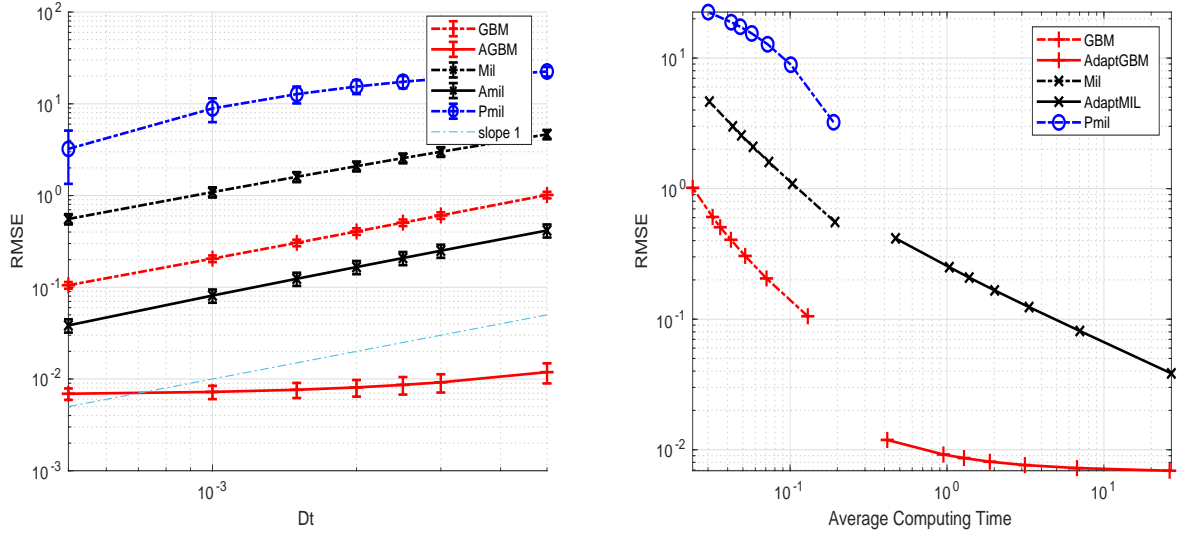 10^2
10^1
10^0
10^-1
10^-2
10^-3
RMSE
10^-3
Dt
GBM
AGBM
Mil
Amil
Pmil
slope 1
10^1
10^0
10^-1
10^-2
RMSE
10^-1
10^0
10^1
Average Computing Time
GBM
AdaptGBM
Mil
AdaptMIL
Pmil